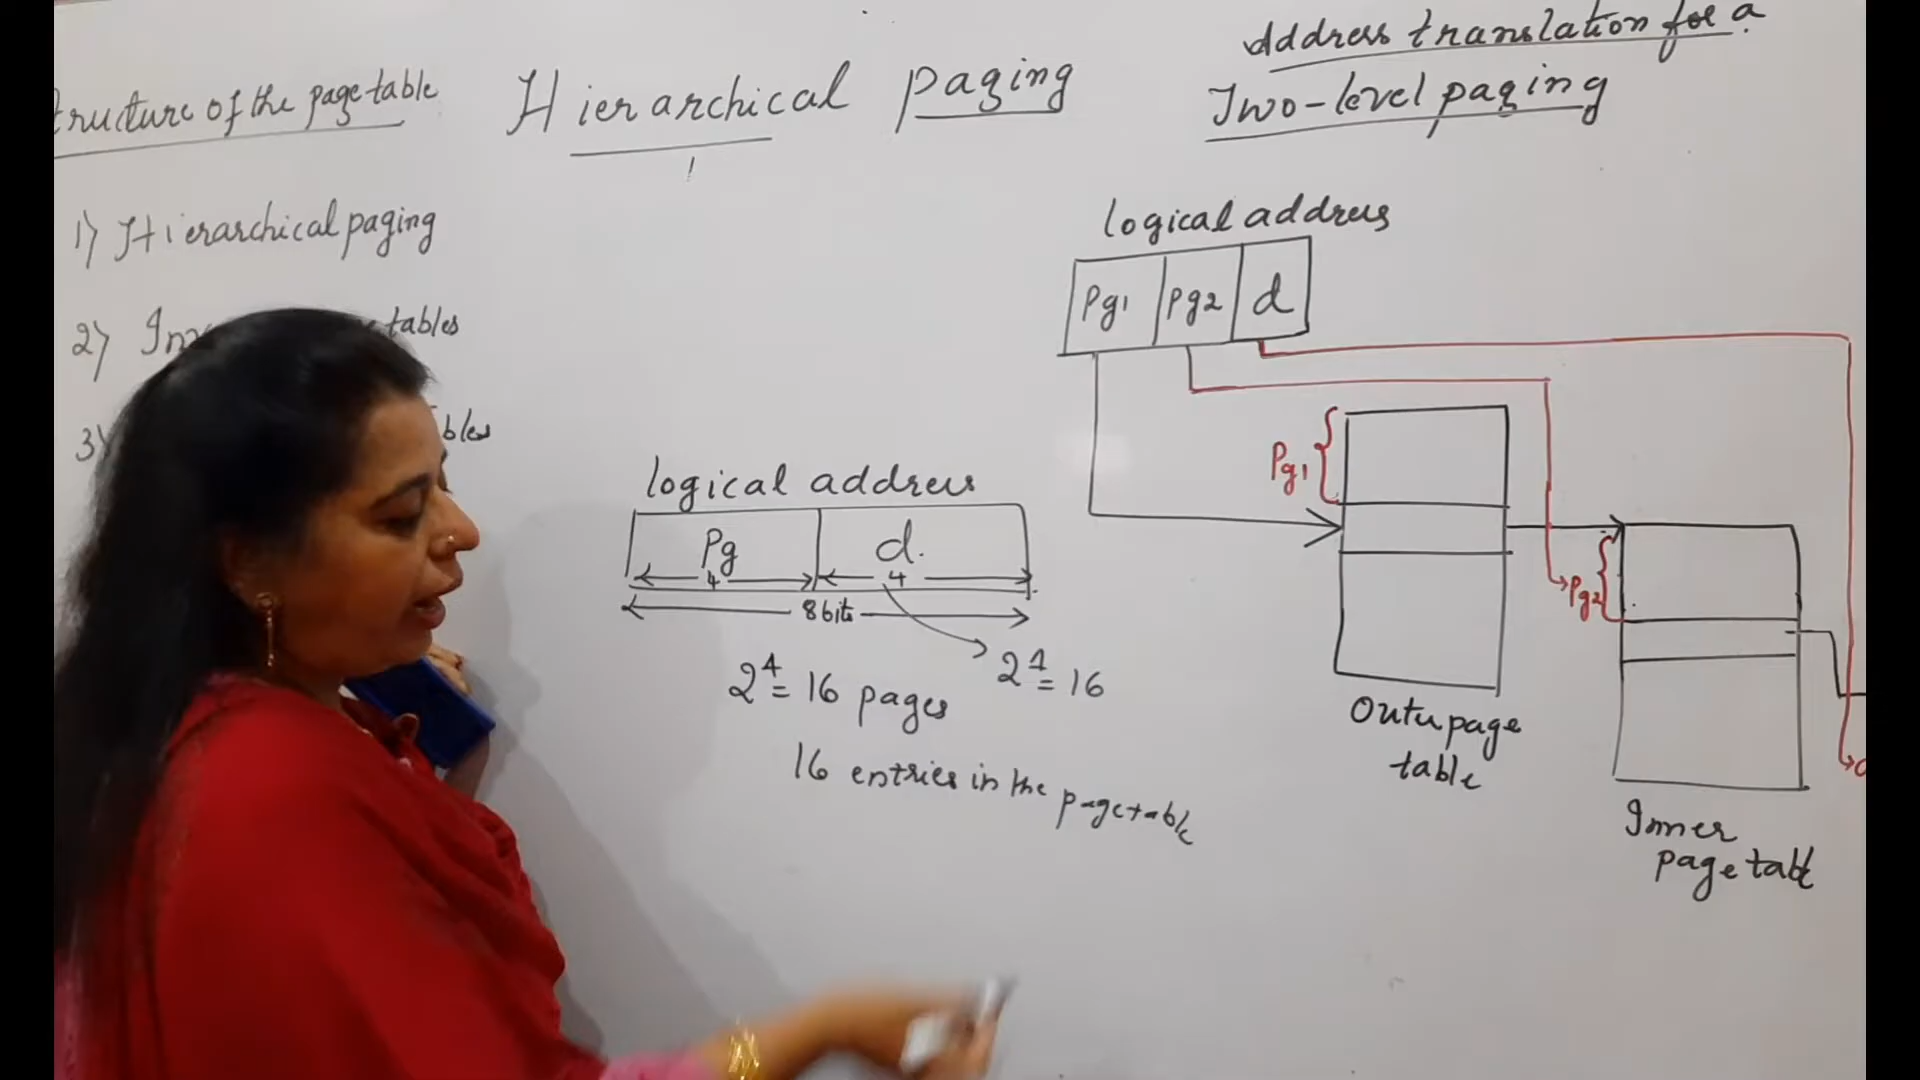 tructure of the page table
1) Hierarchical paging
2) tables
3)
Hierarchical paging
logical address
Pg d.
4 4
8 bits
2^4 = 16 pages
2^4 = 16
16 entries in the page table
Address translation for a
Two-level paging
logical address
Pg1 Pg2 d
Pg1
Pg2
Outer page
table
Inner
page table